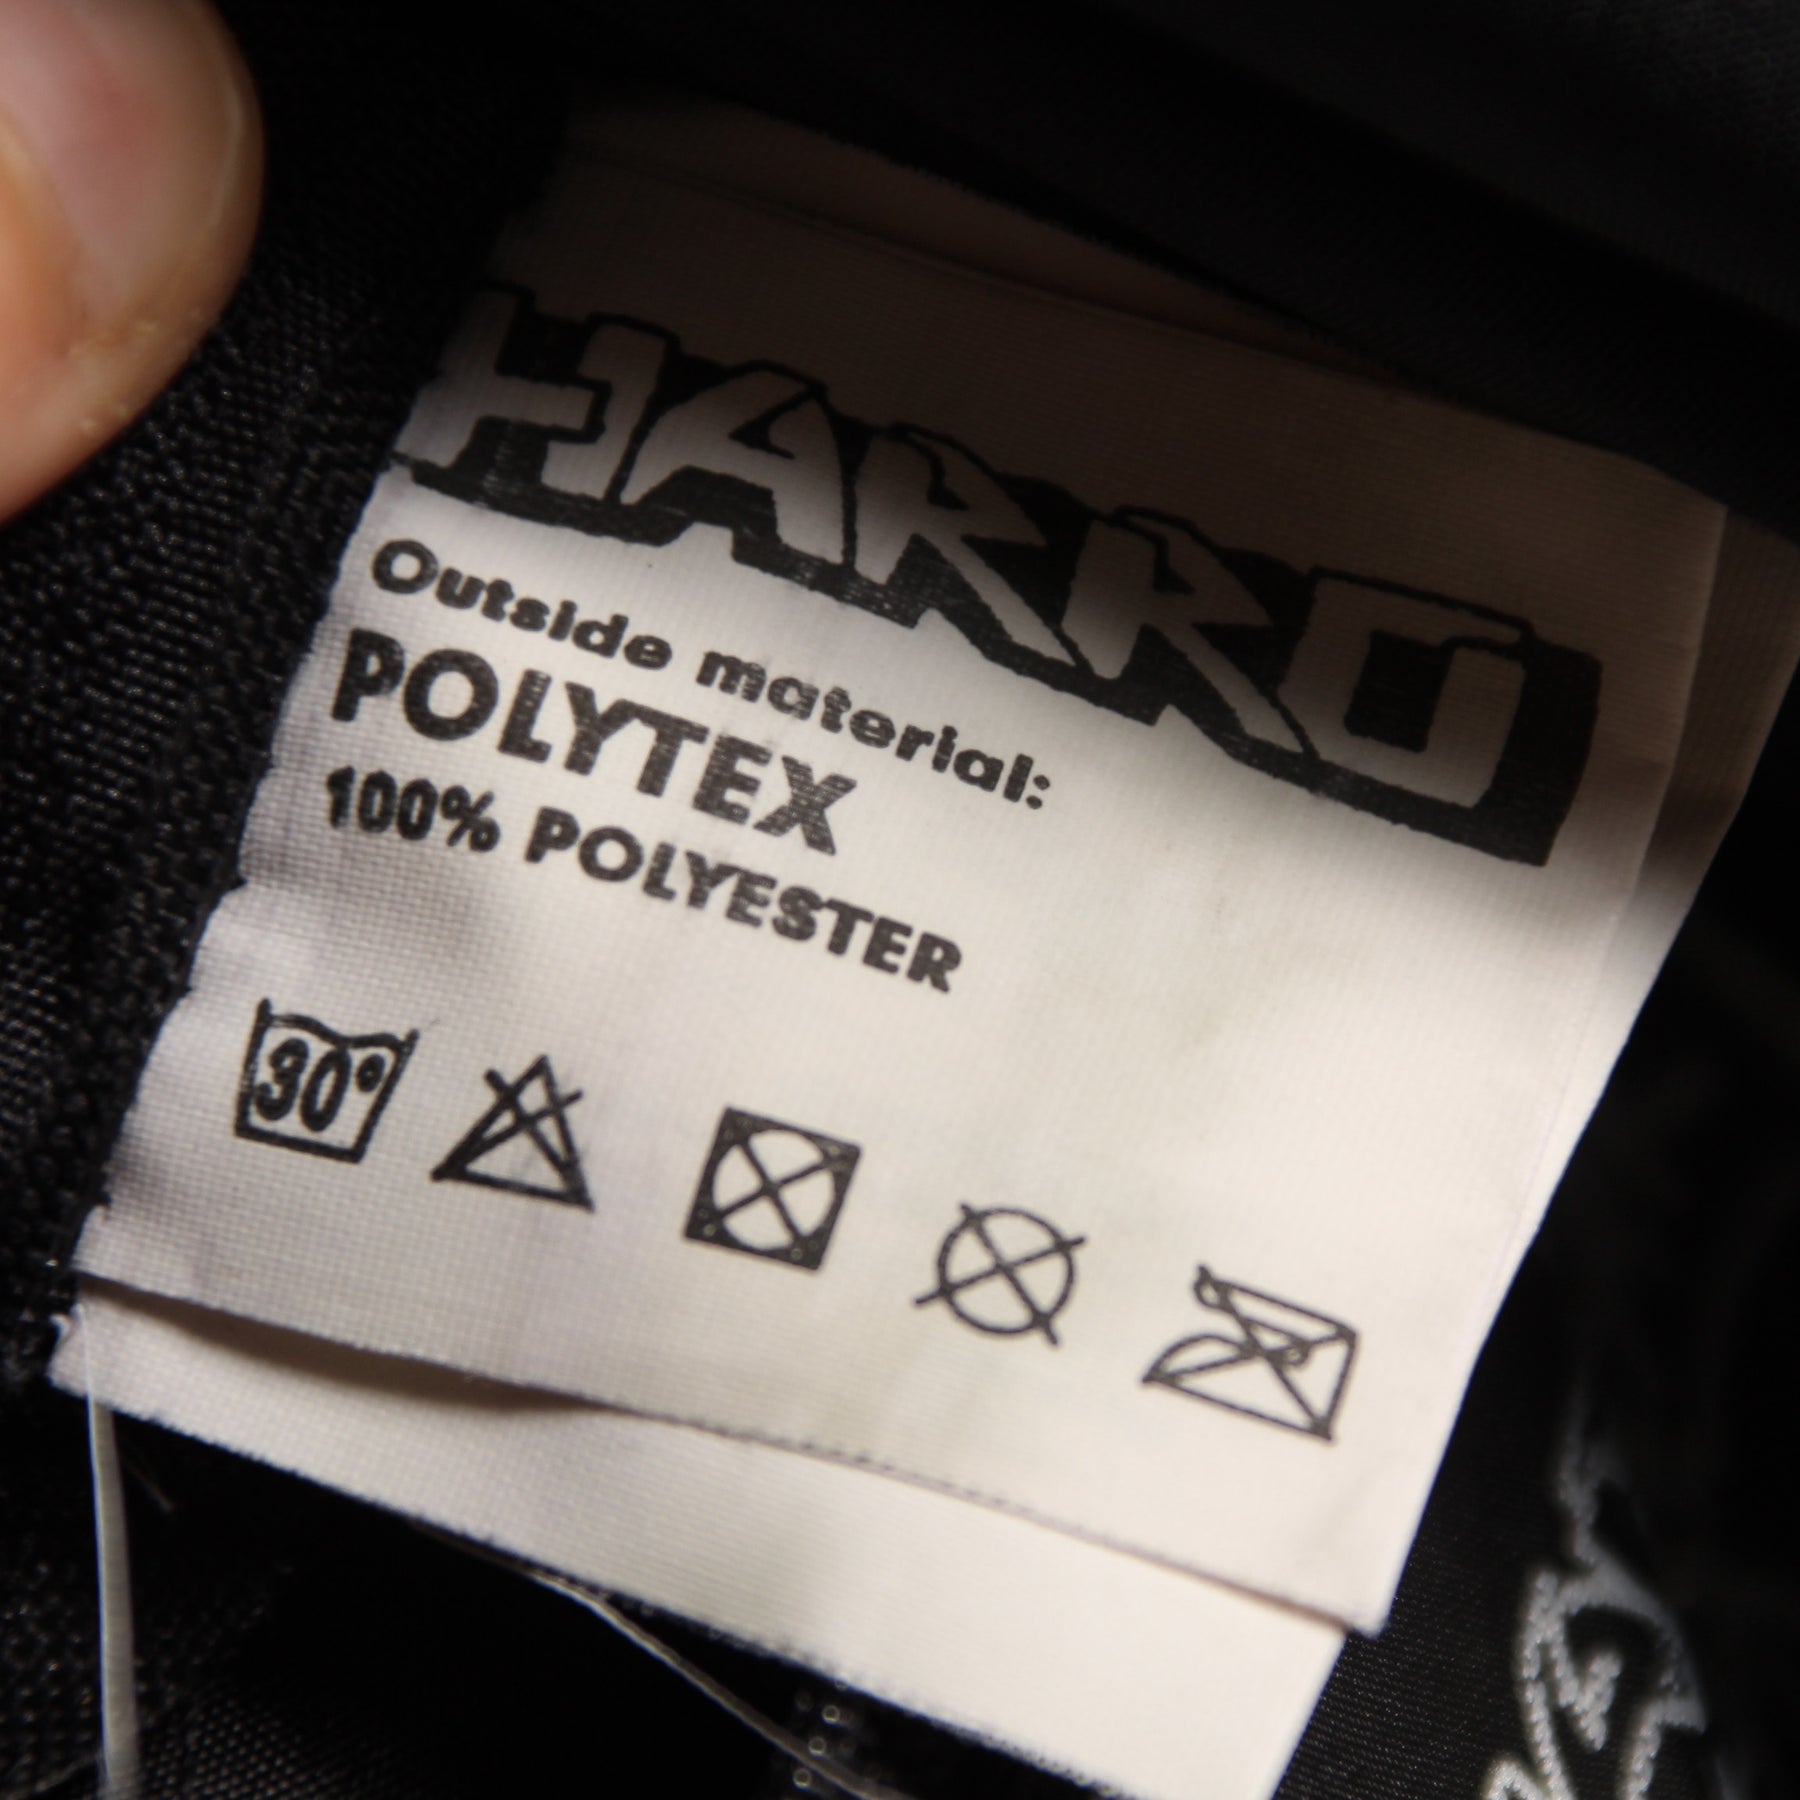 HARRO
Outside material:
POLYTEX
100% POLYESTER
30°